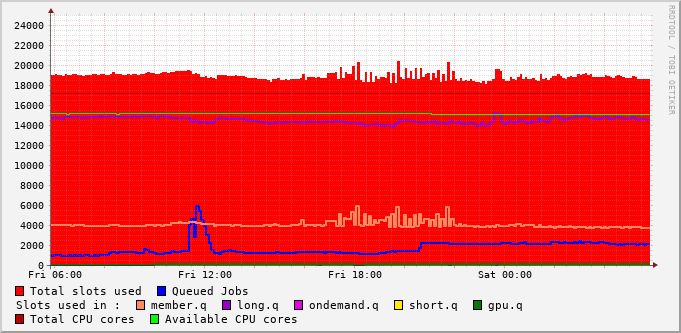 24000
22000
20000
18000
16000
14000
12000
10000
8000
6000
4000
2000
0
Fri 06:00 Fri 12:00 Fri 18:00 Sat 00:00
Total slots used Queued Jobs
Slots used in : member.q long.q ondemand.q short.q gpu.q
Total CPU cores Available CPU cores
RRDTOOL / TOBI OETIKER